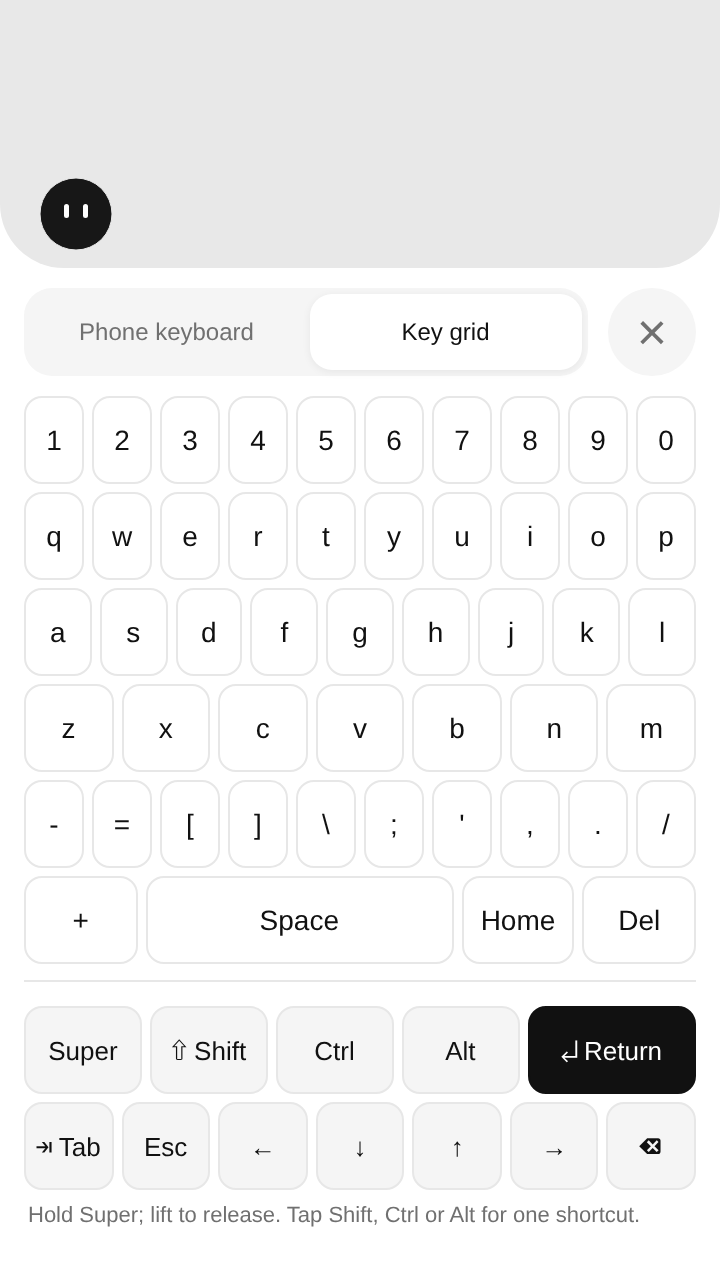 Phone keyboard Key grid
1 2 3 4 5 6 7 8 9 0
q w e r t y u i o p
a s d f g h j k l
z x c v b n m
- = [ ] \ ; ' , . /
+ Space Home Del
Super ⇧ Shift Ctrl Alt ↲ Return
⇥ Tab Esc ← ↓ ↑ → ⌫
Hold Super; lift to release. Tap Shift, Ctrl or Alt for one shortcut.